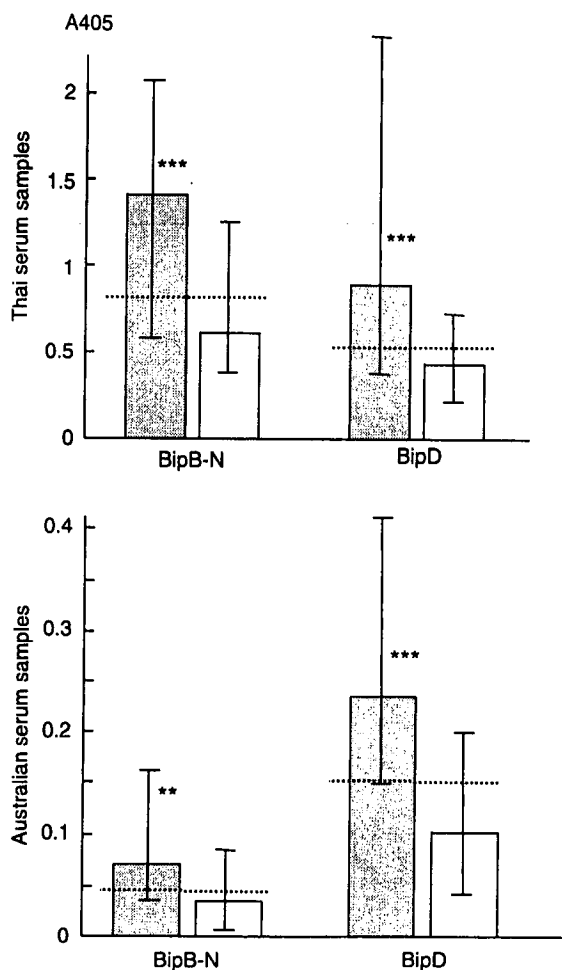 A405
Thai serum samples
2
1.5
1
0.5
0
***
***
BipB-N
BipD
Australian serum samples
0.4
0.3
0.2
0.1
0
**
***
BipB-N
BipD